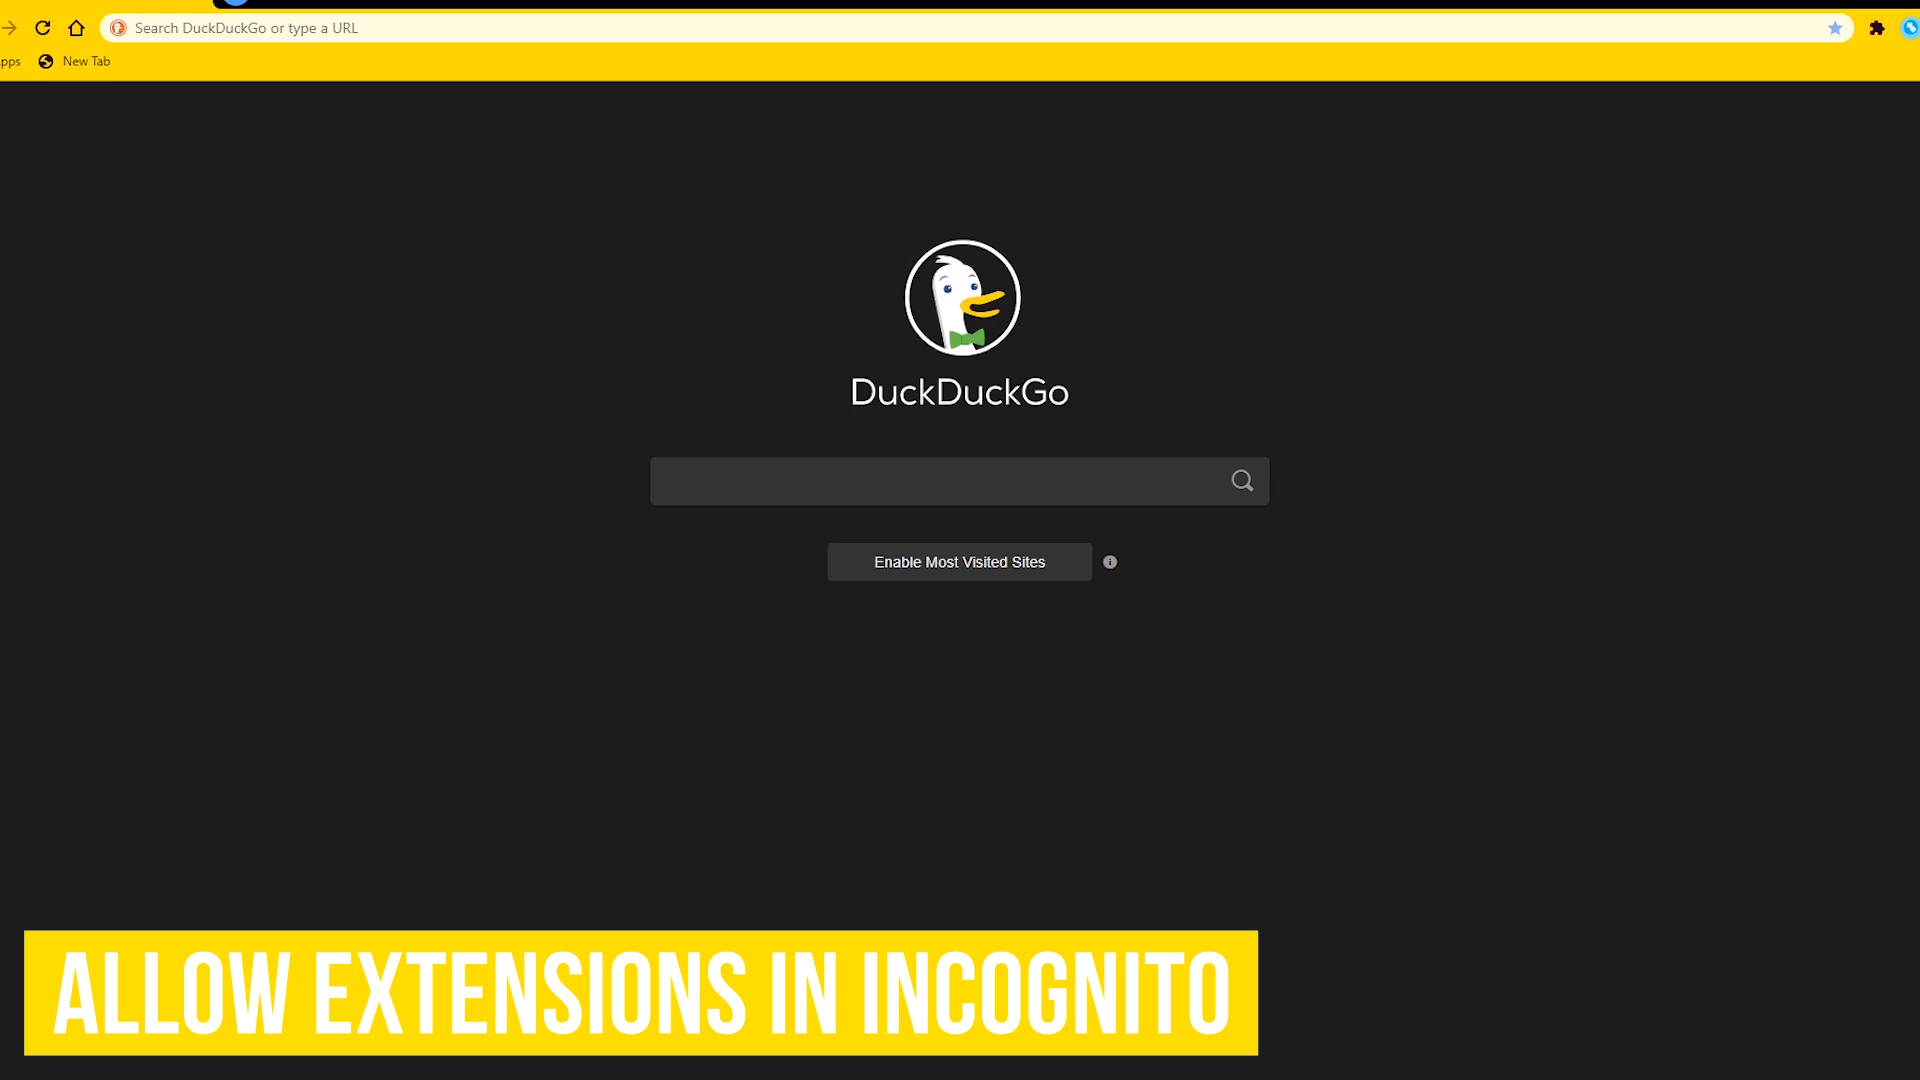 Search DuckDuckGo or type a URL
pps
New Tab
DuckDuckGo
Enable Most Visited Sites
ALLOW EXTENSIONS IN INCOGNITO